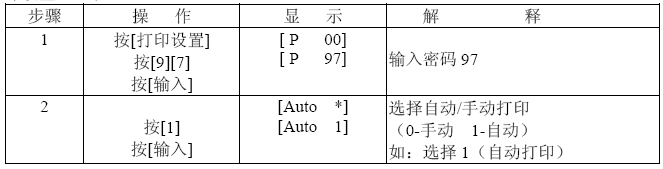 步骤 操 作 显 示 解 释
1 按[打印设置] [ P 00]
按[9][7] [ P 97] 输入密码 97
按[输入]
2 [Auto *] 选择自动/手动打印
按[1] [Auto 1] （0-手动 1-自动）
按[输入] 如：选择 1（自动打印）